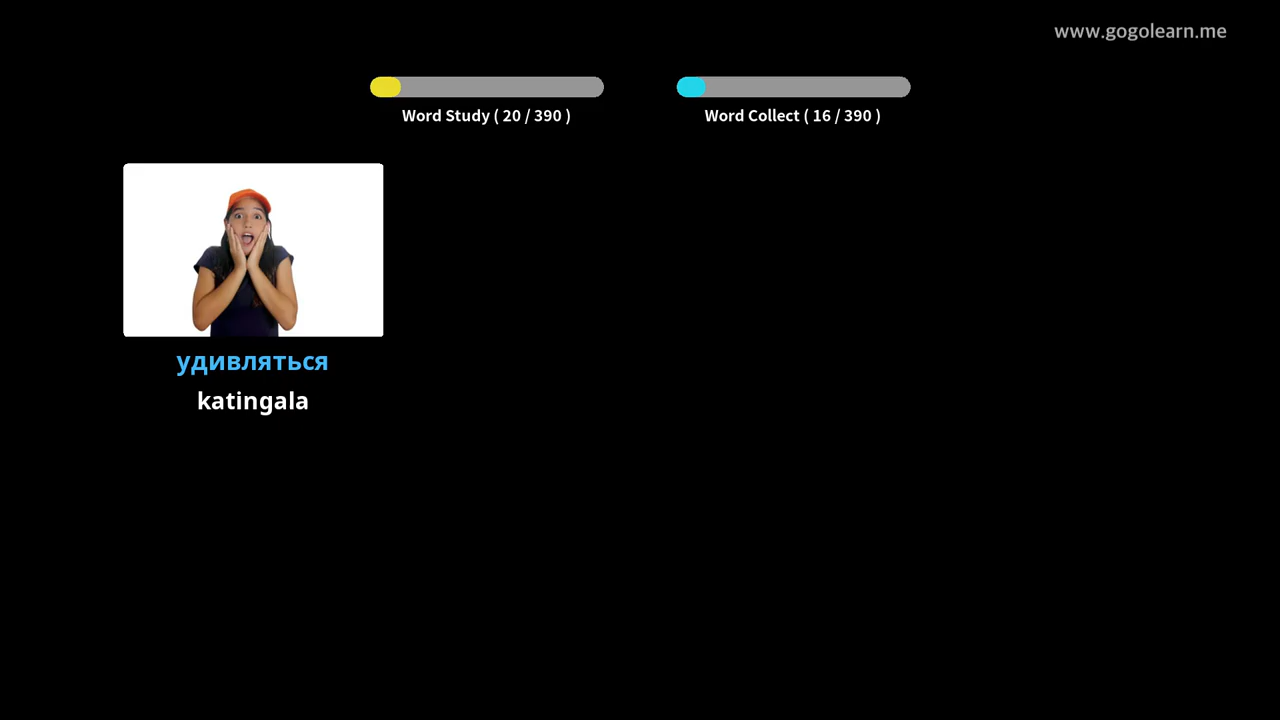 www.gogolearn.me
Word Study ( 20 / 390 )
Word Collect ( 16 / 390 )
удивляться
katingala